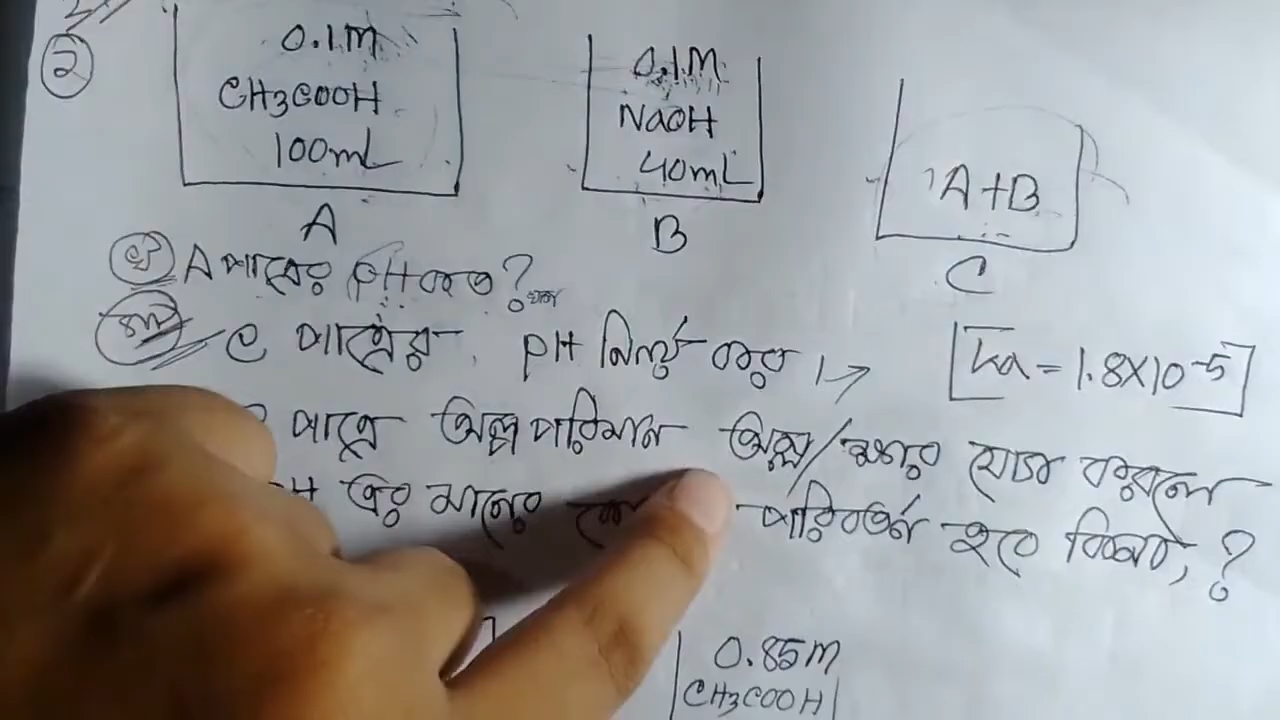 ২
0.1M
CH3COOH
100mL
A
0.1M
NaOH
40mL
B
A+B
C
A পাত্রের pH কত?
C পাত্রের pH নির্ণয় কর।→
[Ka = 1.8×10-5]
পাত্রে অল্প পরিমান অম্ল/ক্ষার যোগ করলে
এর মানের পরিবর্তন হবে কিনা,?
0.85M
CH3COOH